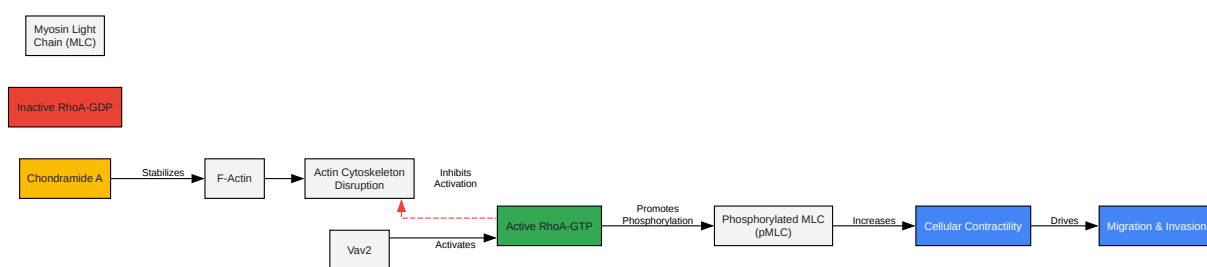 Myosin Light
Chain (MLC)
Inactive RhoA-GDP
Chondramide A
Stabilizes
F-Actin
Actin Cytoskeleton
Disruption
Inhibits
Activation
Vav2
Activates
Active RhoA-GTP
Promotes
Phosphorylation
Phosphorylated MLC
(pMLC)
Increases
Cellular Contractility
Drives
Migration & Invasion